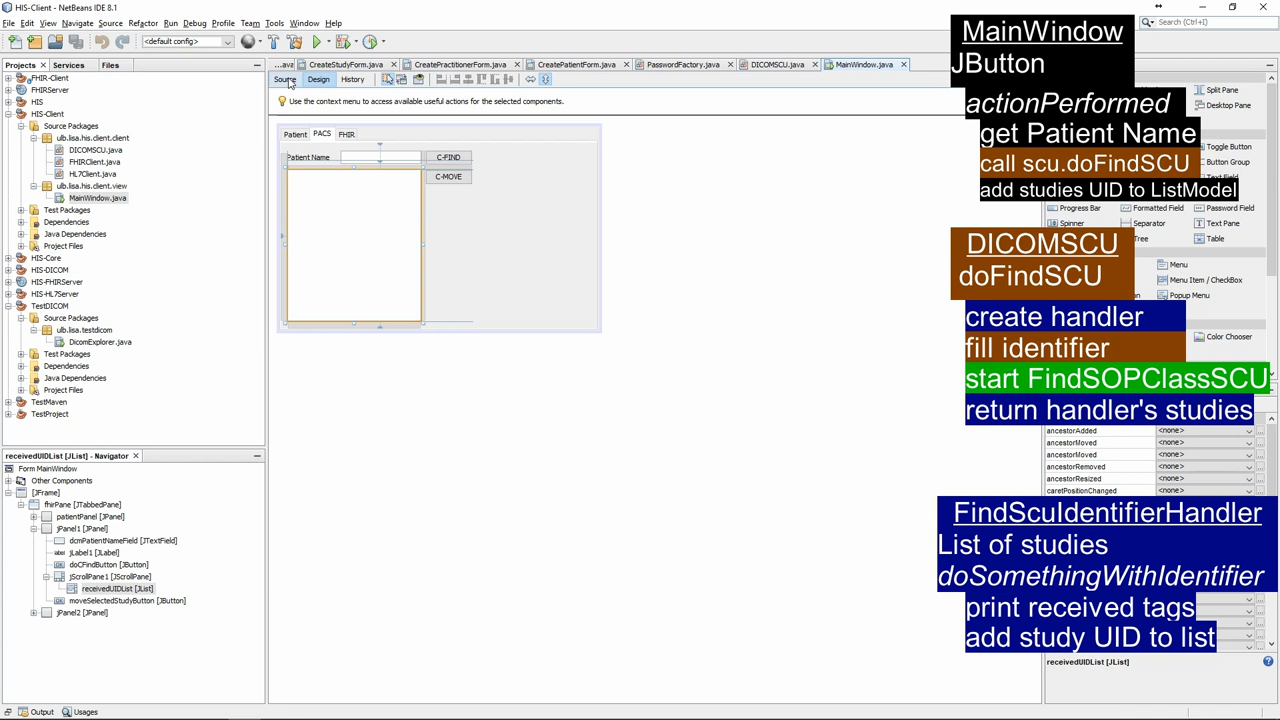 HIS-Client - NetBeans IDE 8.1
File Edit View Navigate Source Refactor Run Debug Profile Team Tools Window Help
Search (Ctrl+I)
<default config>
Projects Services Files
...ava CreateStudyForm.java CreatePractitionerForm.java CreatePatientForm.java PasswordFactory.java DICOMSCU.java MainWindow.java
Source Design History
Use the context menu to access available useful actions for the selected components.
FHIR-Client
FHIRServer
HIS
HIS-Client
Source Packages
ulb.lisa.his.client.client
DICOMSCU.java
FHIRClient.java
HL7Client.java
ulb.lisa.his.client.view
MainWindow.java
Test Packages
Dependencies
Java Dependencies
Project Files
HIS-Core
HIS-DICOM
HIS-FHIRServer
HIS-HL7Server
TestDICOM
Source Packages
ulb.lisa.testdicom
DicomExplorer.java
Test Packages
Dependencies
Java Dependencies
Project Files
TestMaven
TestProject
receivedUIDList [JList] - Navigator
Form MainWindow
Other Components
[JFrame]
fhirPane [JTabbedPane]
patientPanel [JPanel]
jPanel1 [JPanel]
dcmPatientNameField [JTextField]
jLabel1 [JLabel]
doCFindButton [JButton]
jScrollPane1 [JScrollPane]
receivedUIDList [JList]
moveSelectedStudyButton [JButton]
jPanel2 [JPanel]
Output Usages
Patient PACS FHIR
Patient Name C-FIND
C-MOVE
MainWindow
JButton
actionPerformed
get Patient Name
call scu.doFindSCU
add studies UID to ListModel
DICOMSCU
doFindSCU
create handler
fill identifier
start FindSOPClassSCU
return handler's studies
FindScuIdentifierHandler
List of studies
doSomethingWithIdentifier
print received tags
add study UID to list
Split Pane
Desktop Pane
Toggle Button
Button Group
Progress Bar Formatted Field Password Field
Spinner Separator Text Pane
Tree Table
Menu
Menu Item / CheckBox
Popup Menu
Color Chooser
ancestorAdded <none>
ancestorMoved <none>
ancestorMoved <none>
ancestorRemoved <none>
ancestorResized <none>
caretPositionChanged <none>
receivedUIDList [JList]